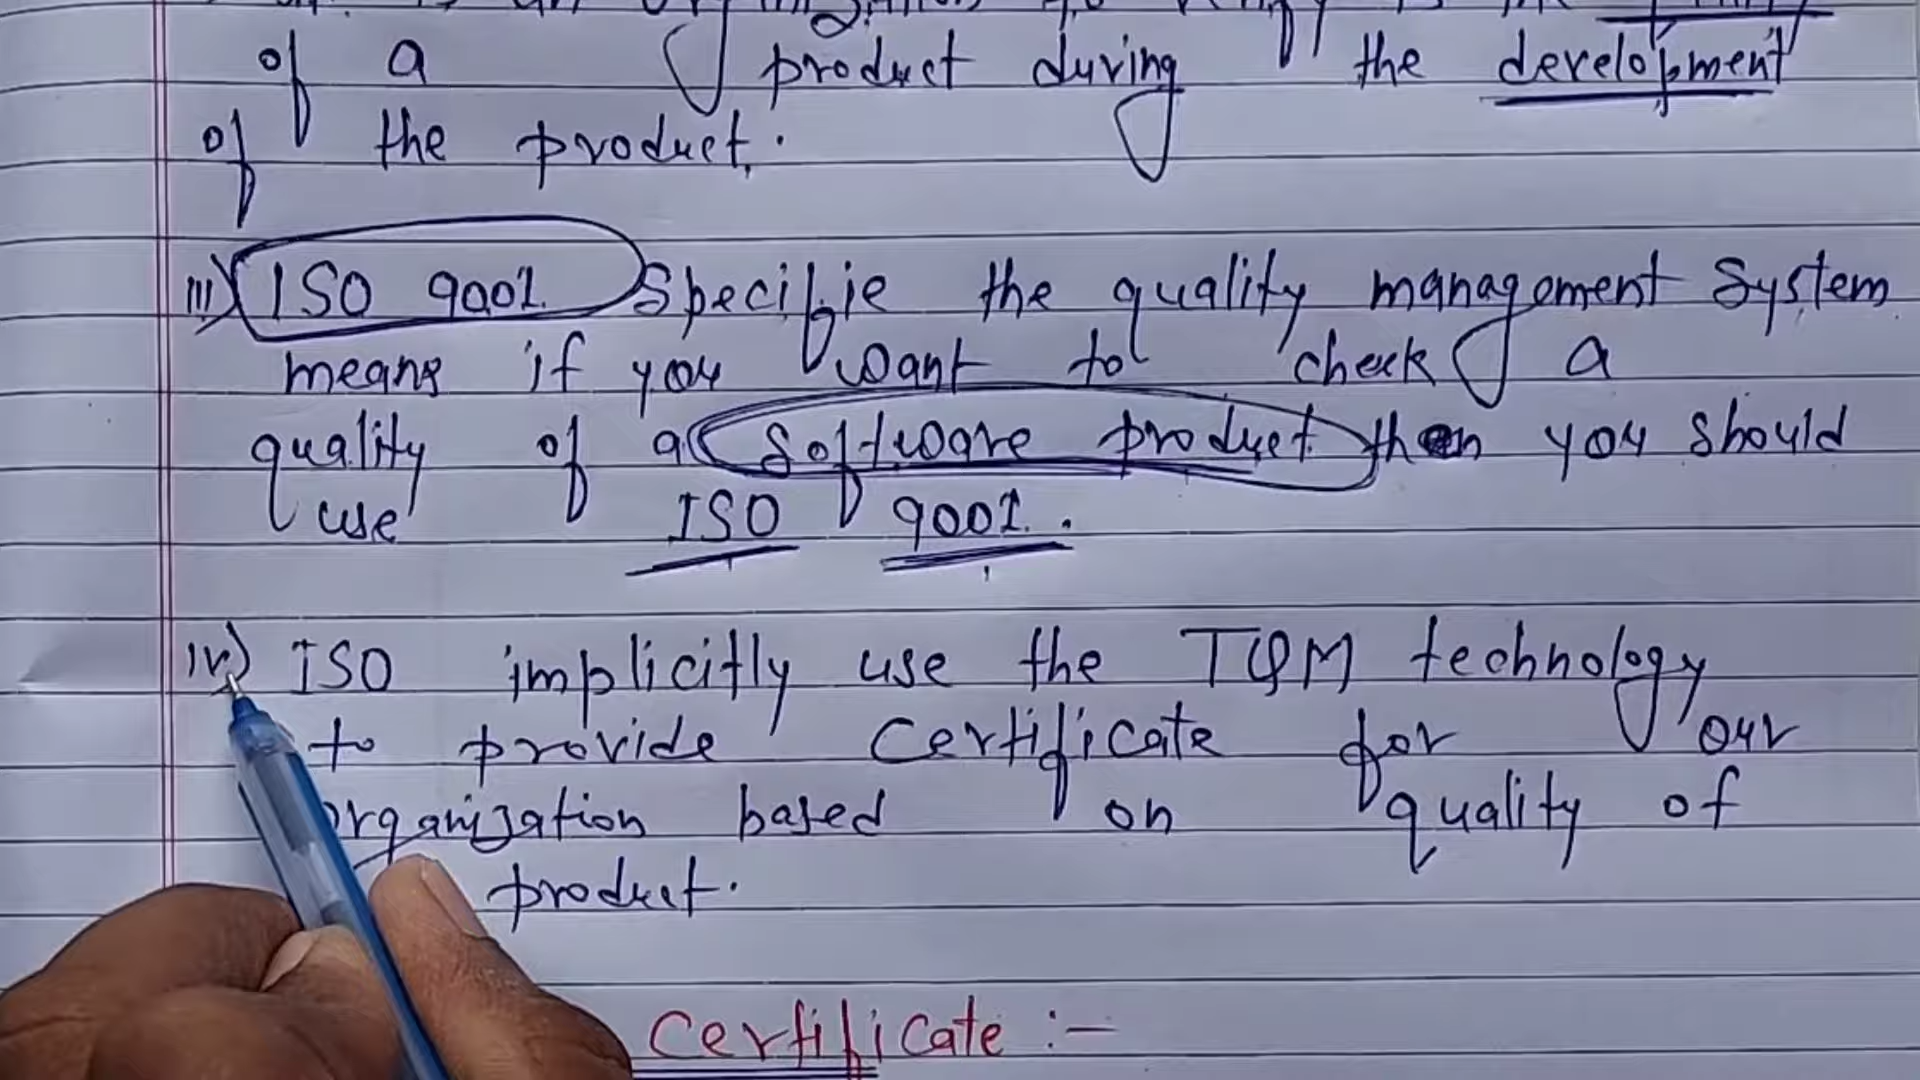 of a product during the development
of the product.
III) ISO 9001 Specifie the quality management System
means if you want to check a
quality of a Software product then you should
use ISO 9001.
IV) ISO implicitly use the TQM technology
to provide Certificate for our
organization based on quality of
product.
Certificate :-